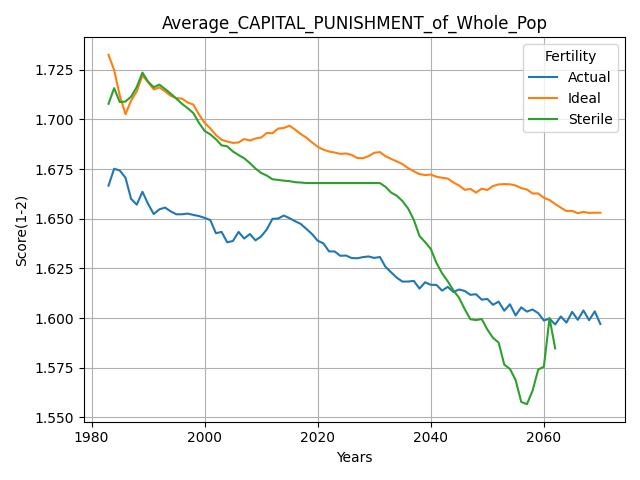 Average_CAPITAL_PUNISHMENT_of_Whole_Pop
Fertility
Actual
Ideal
Sterile
Score(1-2)
1.725
1.700
1.675
1.650
1.625
1.600
1.575
1.550
1980
2000
2020
2040
2060
Years